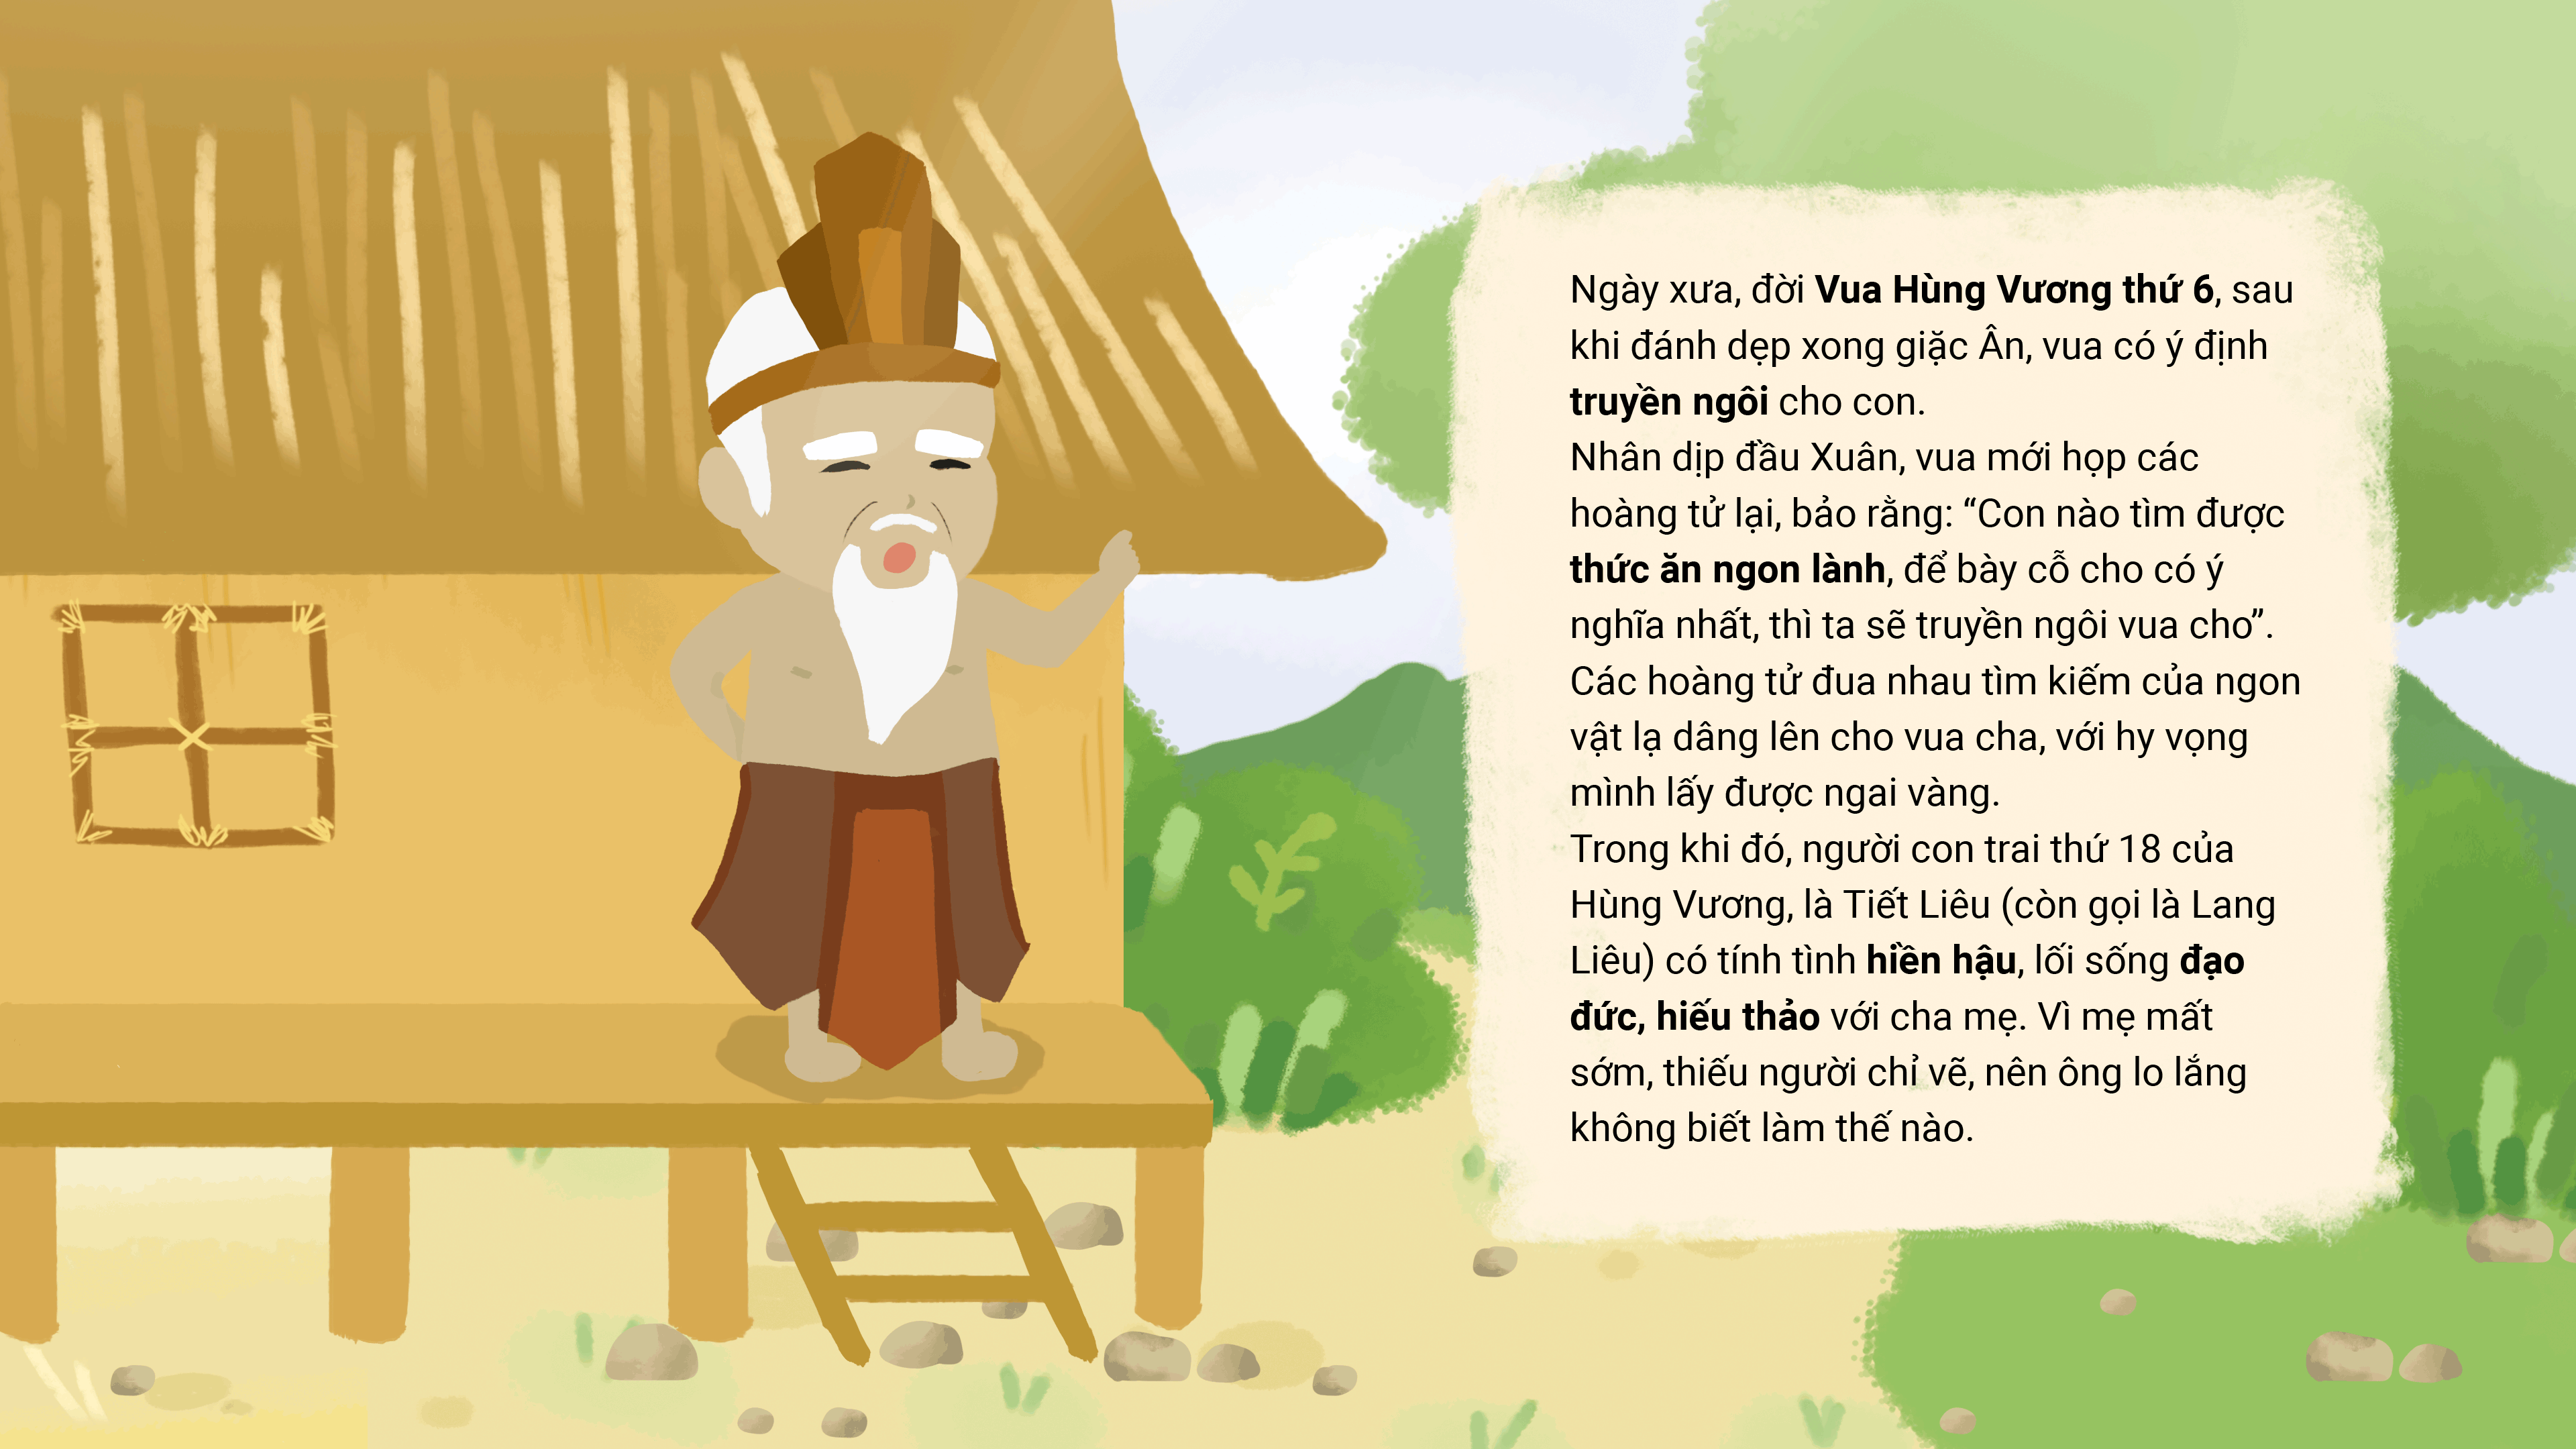 Ngày xưa, đời Vua Hùng Vương thứ 6, sau
khi đánh dẹp xong giặc Ân, vua có ý định
truyền ngôi cho con.
Nhân dịp đầu Xuân, vua mới họp các
hoàng tử lại, bảo rằng: “Con nào tìm được
thức ăn ngon lành, để bày cỗ cho có ý
nghĩa nhất, thì ta sẽ truyền ngôi vua cho”.
Các hoàng tử đua nhau tìm kiếm của ngon
vật lạ dâng lên cho vua cha, với hy vọng
mình lấy được ngai vàng.
Trong khi đó, người con trai thứ 18 của
Hùng Vương, là Tiết Liêu (còn gọi là Lang
Liêu) có tính tình hiền hậu, lối sống đạo
đức, hiếu thảo với cha mẹ. Vì mẹ mất
sớm, thiếu người chỉ vẽ, nên ông lo lắng
không biết làm thế nào.